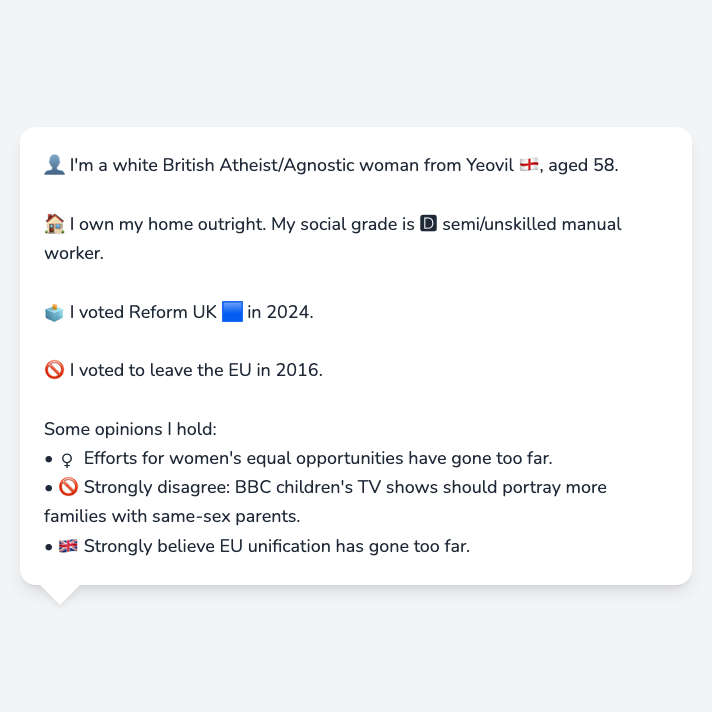 👤 I'm a white British Atheist/Agnostic woman from Yeovil 🏴󠁧󠁢󠁥󠁮󠁧󠁿, aged 58.
🏠 I own my home outright. My social grade is 🅳 semi/unskilled manual
worker.
🗳️ I voted Reform UK 🟦 in 2024.
🚫 I voted to leave the EU in 2016.
Some opinions I hold:
• ♀️ Efforts for women's equal opportunities have gone too far.
• 🚫 Strongly disagree: BBC children's TV shows should portray more
families with same-sex parents.
• 🇬🇧 Strongly believe EU unification has gone too far.